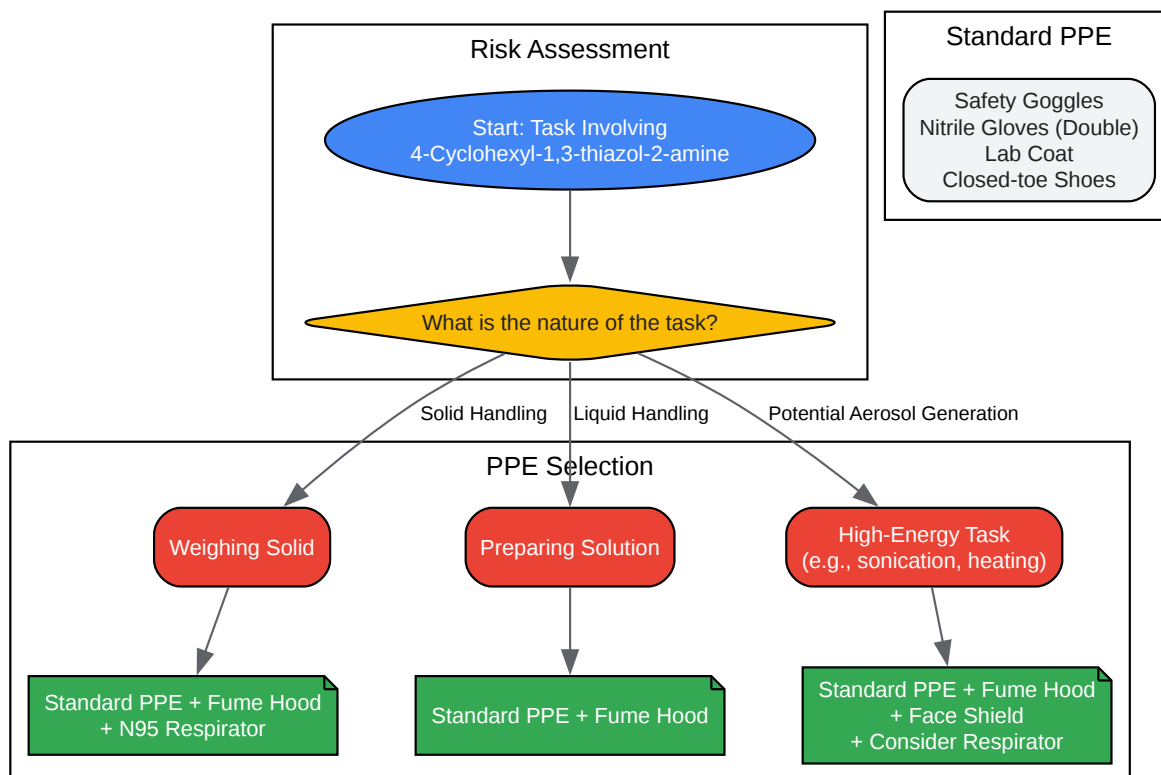 Risk Assessment
Start: Task Involving
4-Cyclohexyl-1,3-thiazol-2-amine
What is the nature of the task?
Standard PPE
Safety Goggles
Nitrile Gloves (Double)
Lab Coat
Closed-toe Shoes
Solid Handling
Liquid Handling
Potential Aerosol Generation
PPE Selection
Weighing Solid
Preparing Solution
High-Energy Task
(e.g., sonication, heating)
Standard PPE + Fume Hood
+ N95 Respirator
Standard PPE + Fume Hood
Standard PPE + Fume Hood
+ Face Shield
+ Consider Respirator